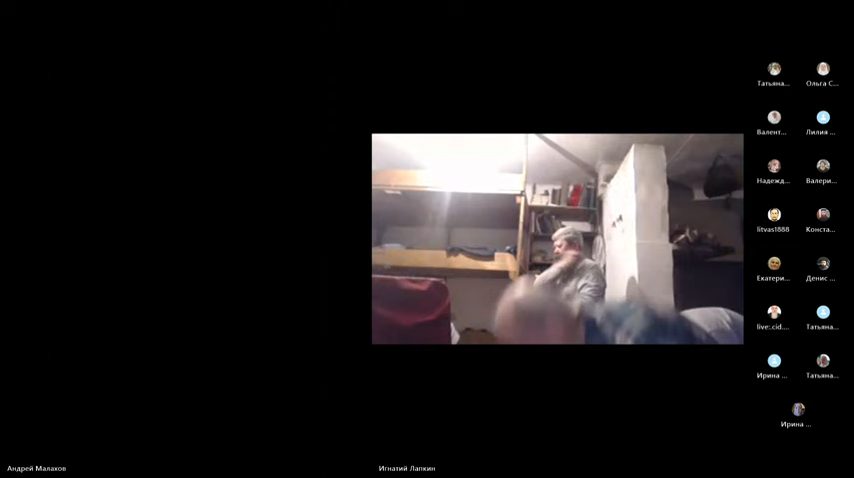 Татьяна...
Ольга С...
Валент...
Лилия ...
Надежд...
Валери...
litvas1888
Конста...
Екатери...
Денис ...
live:.cid....
Татьяна...
Ирина ...
Татьяна...
Ирина ...
Андрей Малахов
Игнатий Лапкин